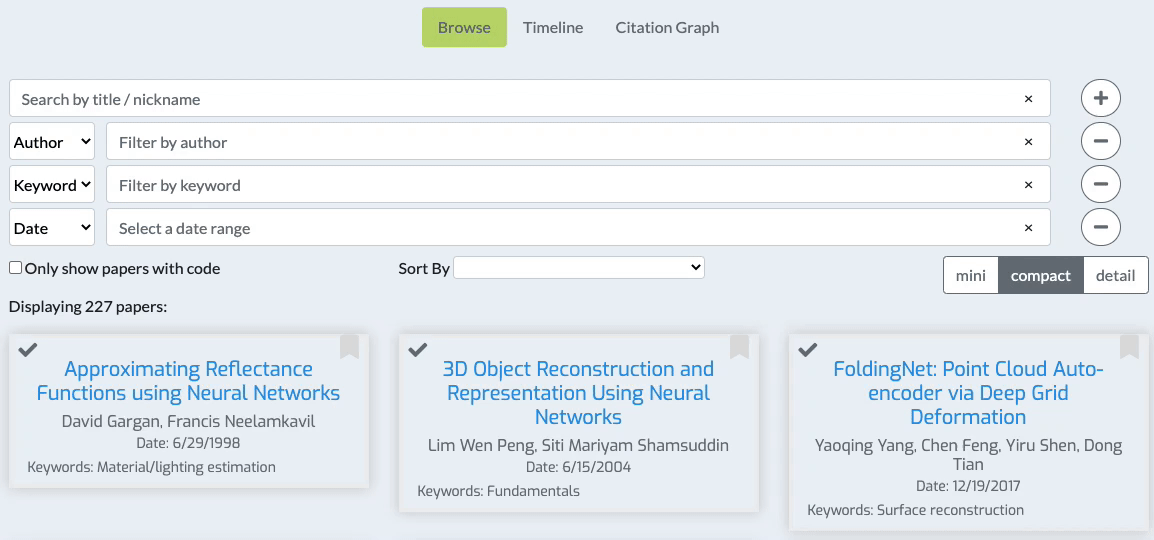 Browse Timeline Citation Graph
Search by title / nickname ×
Author Filter by author ×
Keyword Filter by keyword ×
Date Select a date range ×
Only show papers with code Sort By mini compact detail
Displaying 227 papers:
Approximating Reflectance
Functions using Neural Networks
David Gargan, Francis Neelamkavil
Date: 6/29/1998
Keywords: Material/lighting estimation
3D Object Reconstruction and
Representation Using Neural
Networks
Lim Wen Peng, Siti Mariyam Shamsuddin
Date: 6/15/2004
Keywords: Fundamentals
FoldingNet: Point Cloud Auto-
encoder via Deep Grid
Deformation
Yaoqing Yang, Chen Feng, Yiru Shen, Dong
Tian
Date: 12/19/2017
Keywords: Surface reconstruction